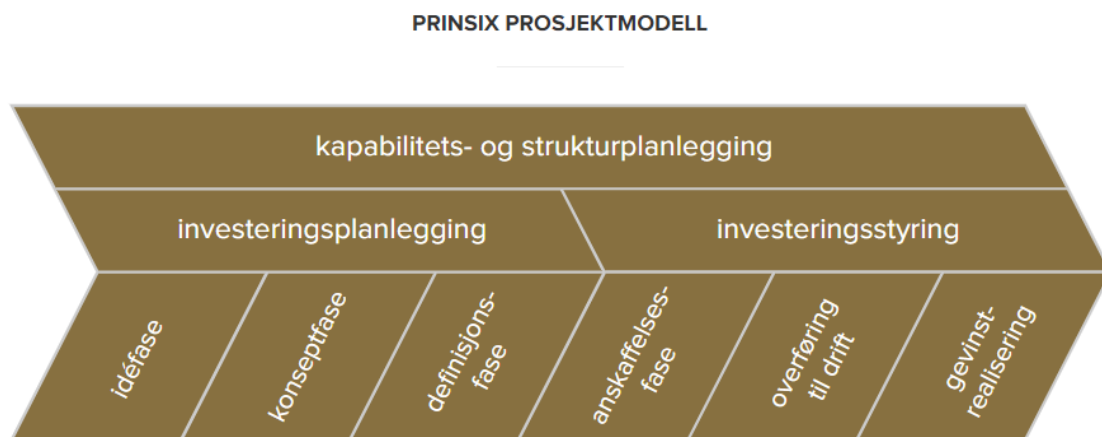 PRINSIX PROSJEKTMODELL
kapabilitets- og strukturplanlegging
investeringsplanlegging
investeringsstyring
idéfase
konseptfase
definisjons-
fase
anskaffelses-
fase
overføring
til drift
gevinst-
realisering